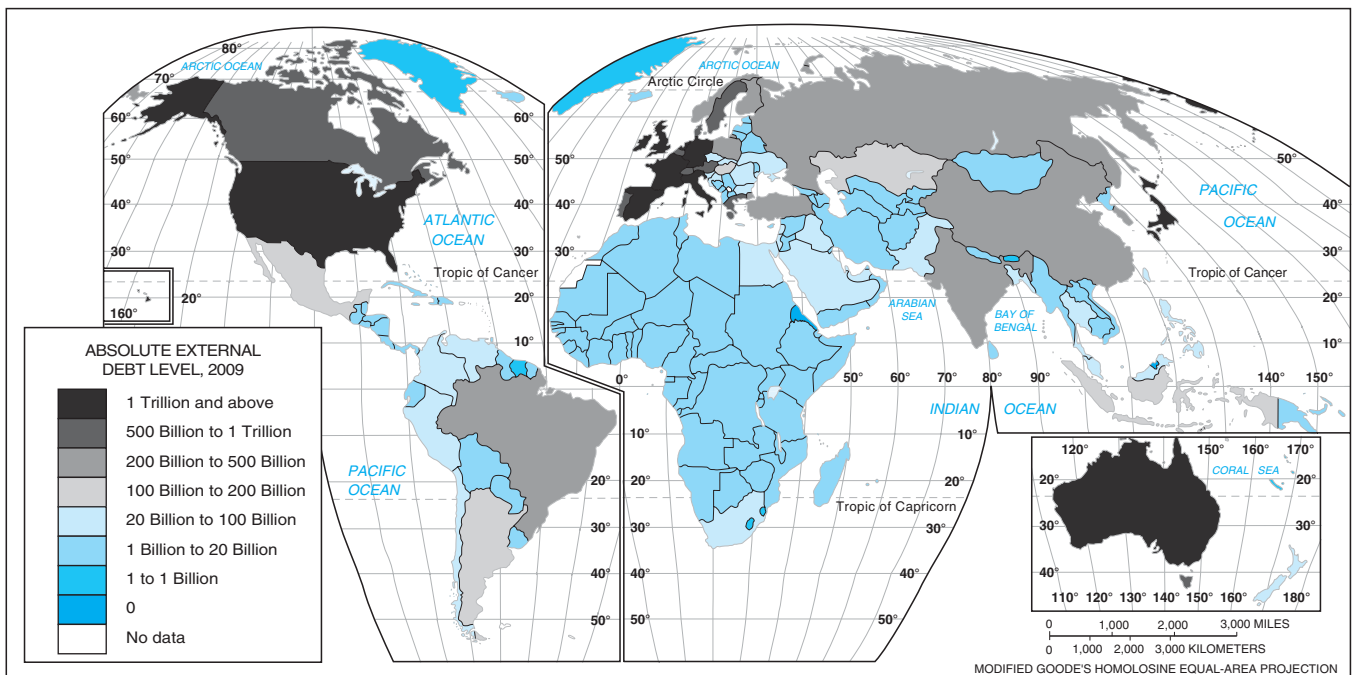 80°
ARCTIC OCEAN
70°
60°
50°
40°
30°
20°
160°
ATLANTIC
OCEAN
Tropic of Cancer
10°
60°
50°
40°
30°
20°
10°
0°
ARCTIC OCEAN
Arctic Circle
70°
60°
50°
40°
30°
50°
40°
30°
20°
10°
PACIFIC
OCEAN
Tropic of Cancer
ARABIAN
SEA
BAY OF
BENGAL
50° 60° 70° 80° 90° 140° 150°
INDIAN OCEAN
10°
20°
30°
10°
20°
30°
40°
50°
Tropic of Capricorn
40°
50°
PACIFIC
OCEAN
10°
20°
30°
40°
50°
ABSOLUTE EXTERNAL
DEBT LEVEL, 2009
1 Trillion and above
500 Billion to 1 Trillion
200 Billion to 500 Billion
100 Billion to 200 Billion
20 Billion to 100 Billion
1 Billion to 20 Billion
1 to 1 Billion
0
No data
120° 150° 160° 170°
CORAL SEA
20° 20°
30° 30°
40°
110° 120° 130° 140° 150° 160° 180°
0 1,000 2,000 3,000 MILES
0 1,000 2,000 3,000 KILOMETERS
MODIFIED GOODE'S HOMOLOSINE EQUAL-AREA PROJECTION